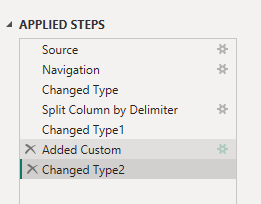 APPLIED STEPS
Source
Navigation
Changed Type
Split Column by Delimiter
Changed Type1
Added Custom
Changed Type2